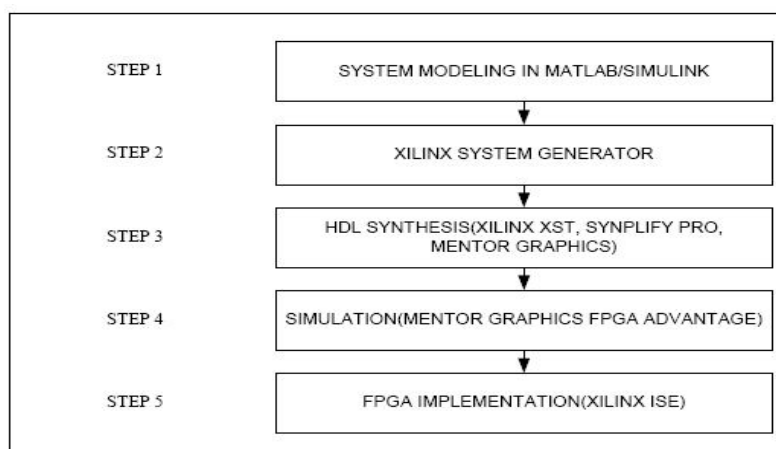 STEP 1
SYSTEM MODELING IN MATLAB/SIMULINK
STEP 2
XILINX SYSTEM GENERATOR
STEP 3
HDL SYNTHESIS(XILINX XST, SYNPLIFY PRO,
MENTOR GRAPHICS)
STEP 4
SIMULATION(MENTOR GRAPHICS FPGA ADVANTAGE)
STEP 5
FPGA IMPLEMENTATION(XILINX ISE)